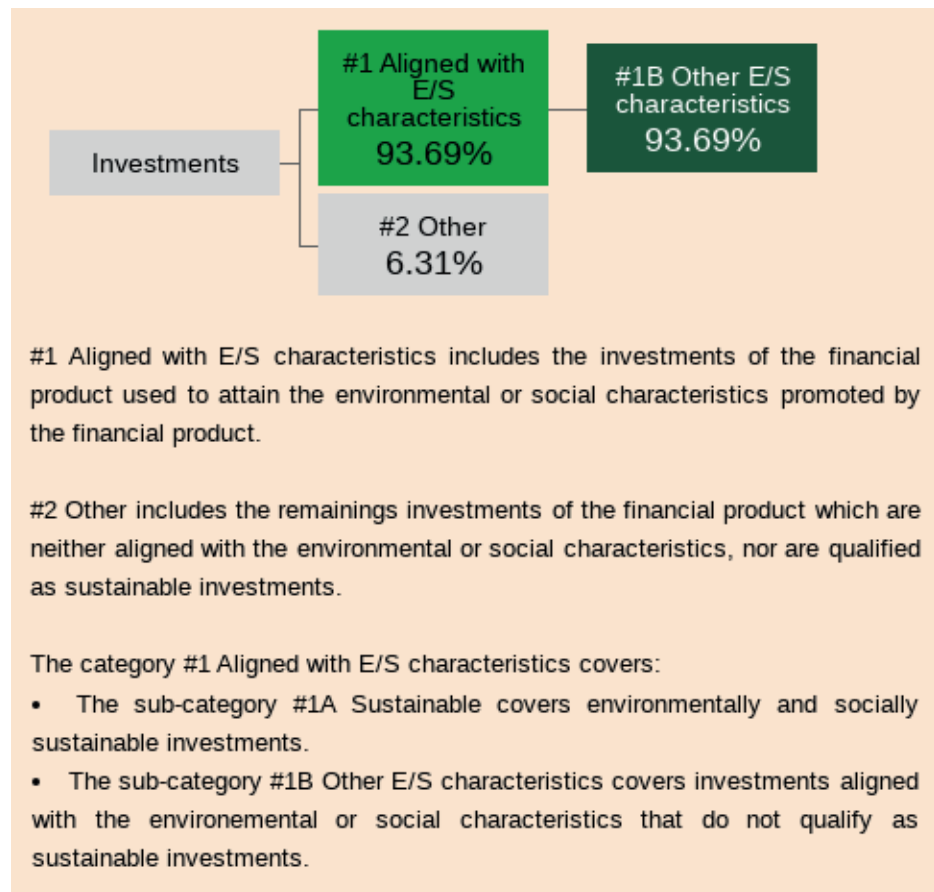 #1 Aligned with
E/S
characteristics
93.69%
#1B Other E/S
characteristics
93.69%
Investments
#2 Other
6.31%
#1 Aligned with E/S characteristics includes the investments of the financial
product used to attain the environmental or social characteristics promoted by
the financial product.
#2 Other includes the remainings investments of the financial product which are
neither aligned with the environmental or social characteristics, nor are qualified
as sustainable investments.
The category #1 Aligned with E/S characteristics covers:
• The sub-category #1A Sustainable covers environmentally and socially
sustainable investments.
• The sub-category #1B Other E/S characteristics covers investments aligned
with the environemental or social characteristics that do not qualify as
sustainable investments.